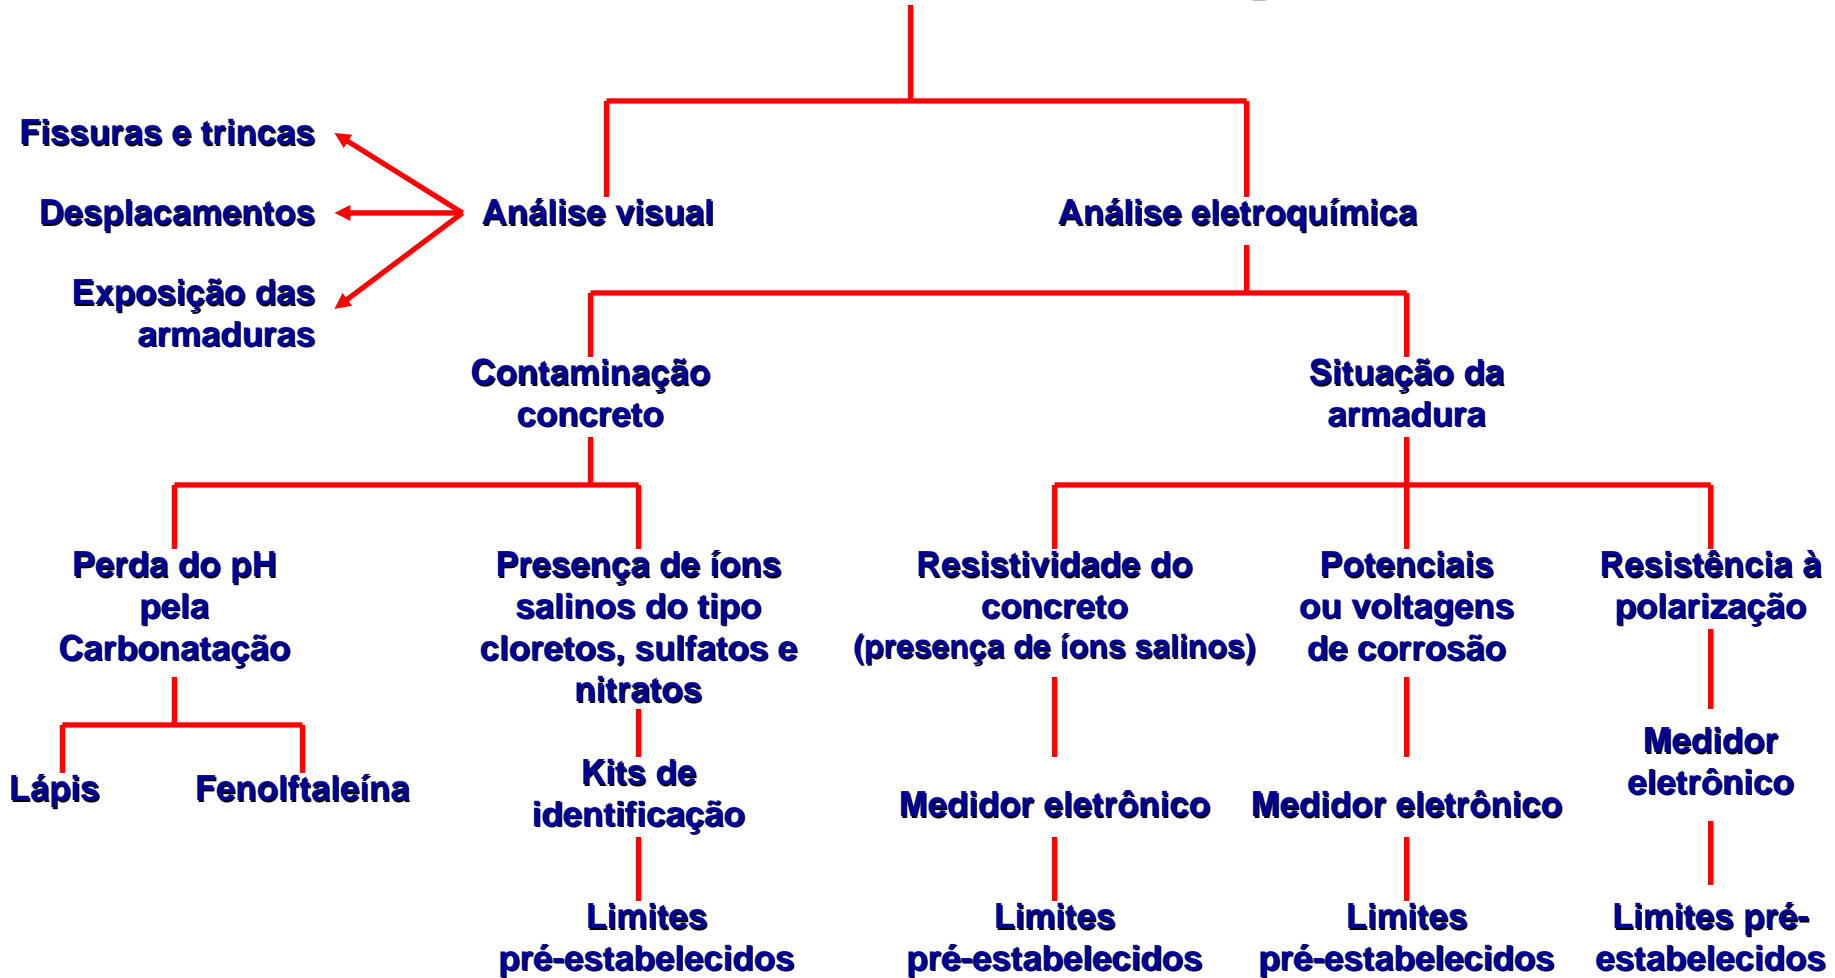 Fissuras e trincas
Desplacamentos
Exposição das
armaduras
Análise visual
Análise eletroquímica
Contaminação
concreto
Situação da
armadura
Perda do pH
pela
Carbonatação
Presença de íons
salinos do tipo
cloretos, sulfatos e
nitratos
Resistividade do
concreto
(presença de íons salinos)
Potenciais
ou voltagens
de corrosão
Resistência à
polarização
Lápis
Fenolftaleína
Kits de
identificação
Medidor eletrônico
Medidor eletrônico
Medidor
eletrônico
Limites
pré-estabelecidos
Limites
pré-estabelecidos
Limites
pré-estabelecidos
Limites pré-
estabelecidos